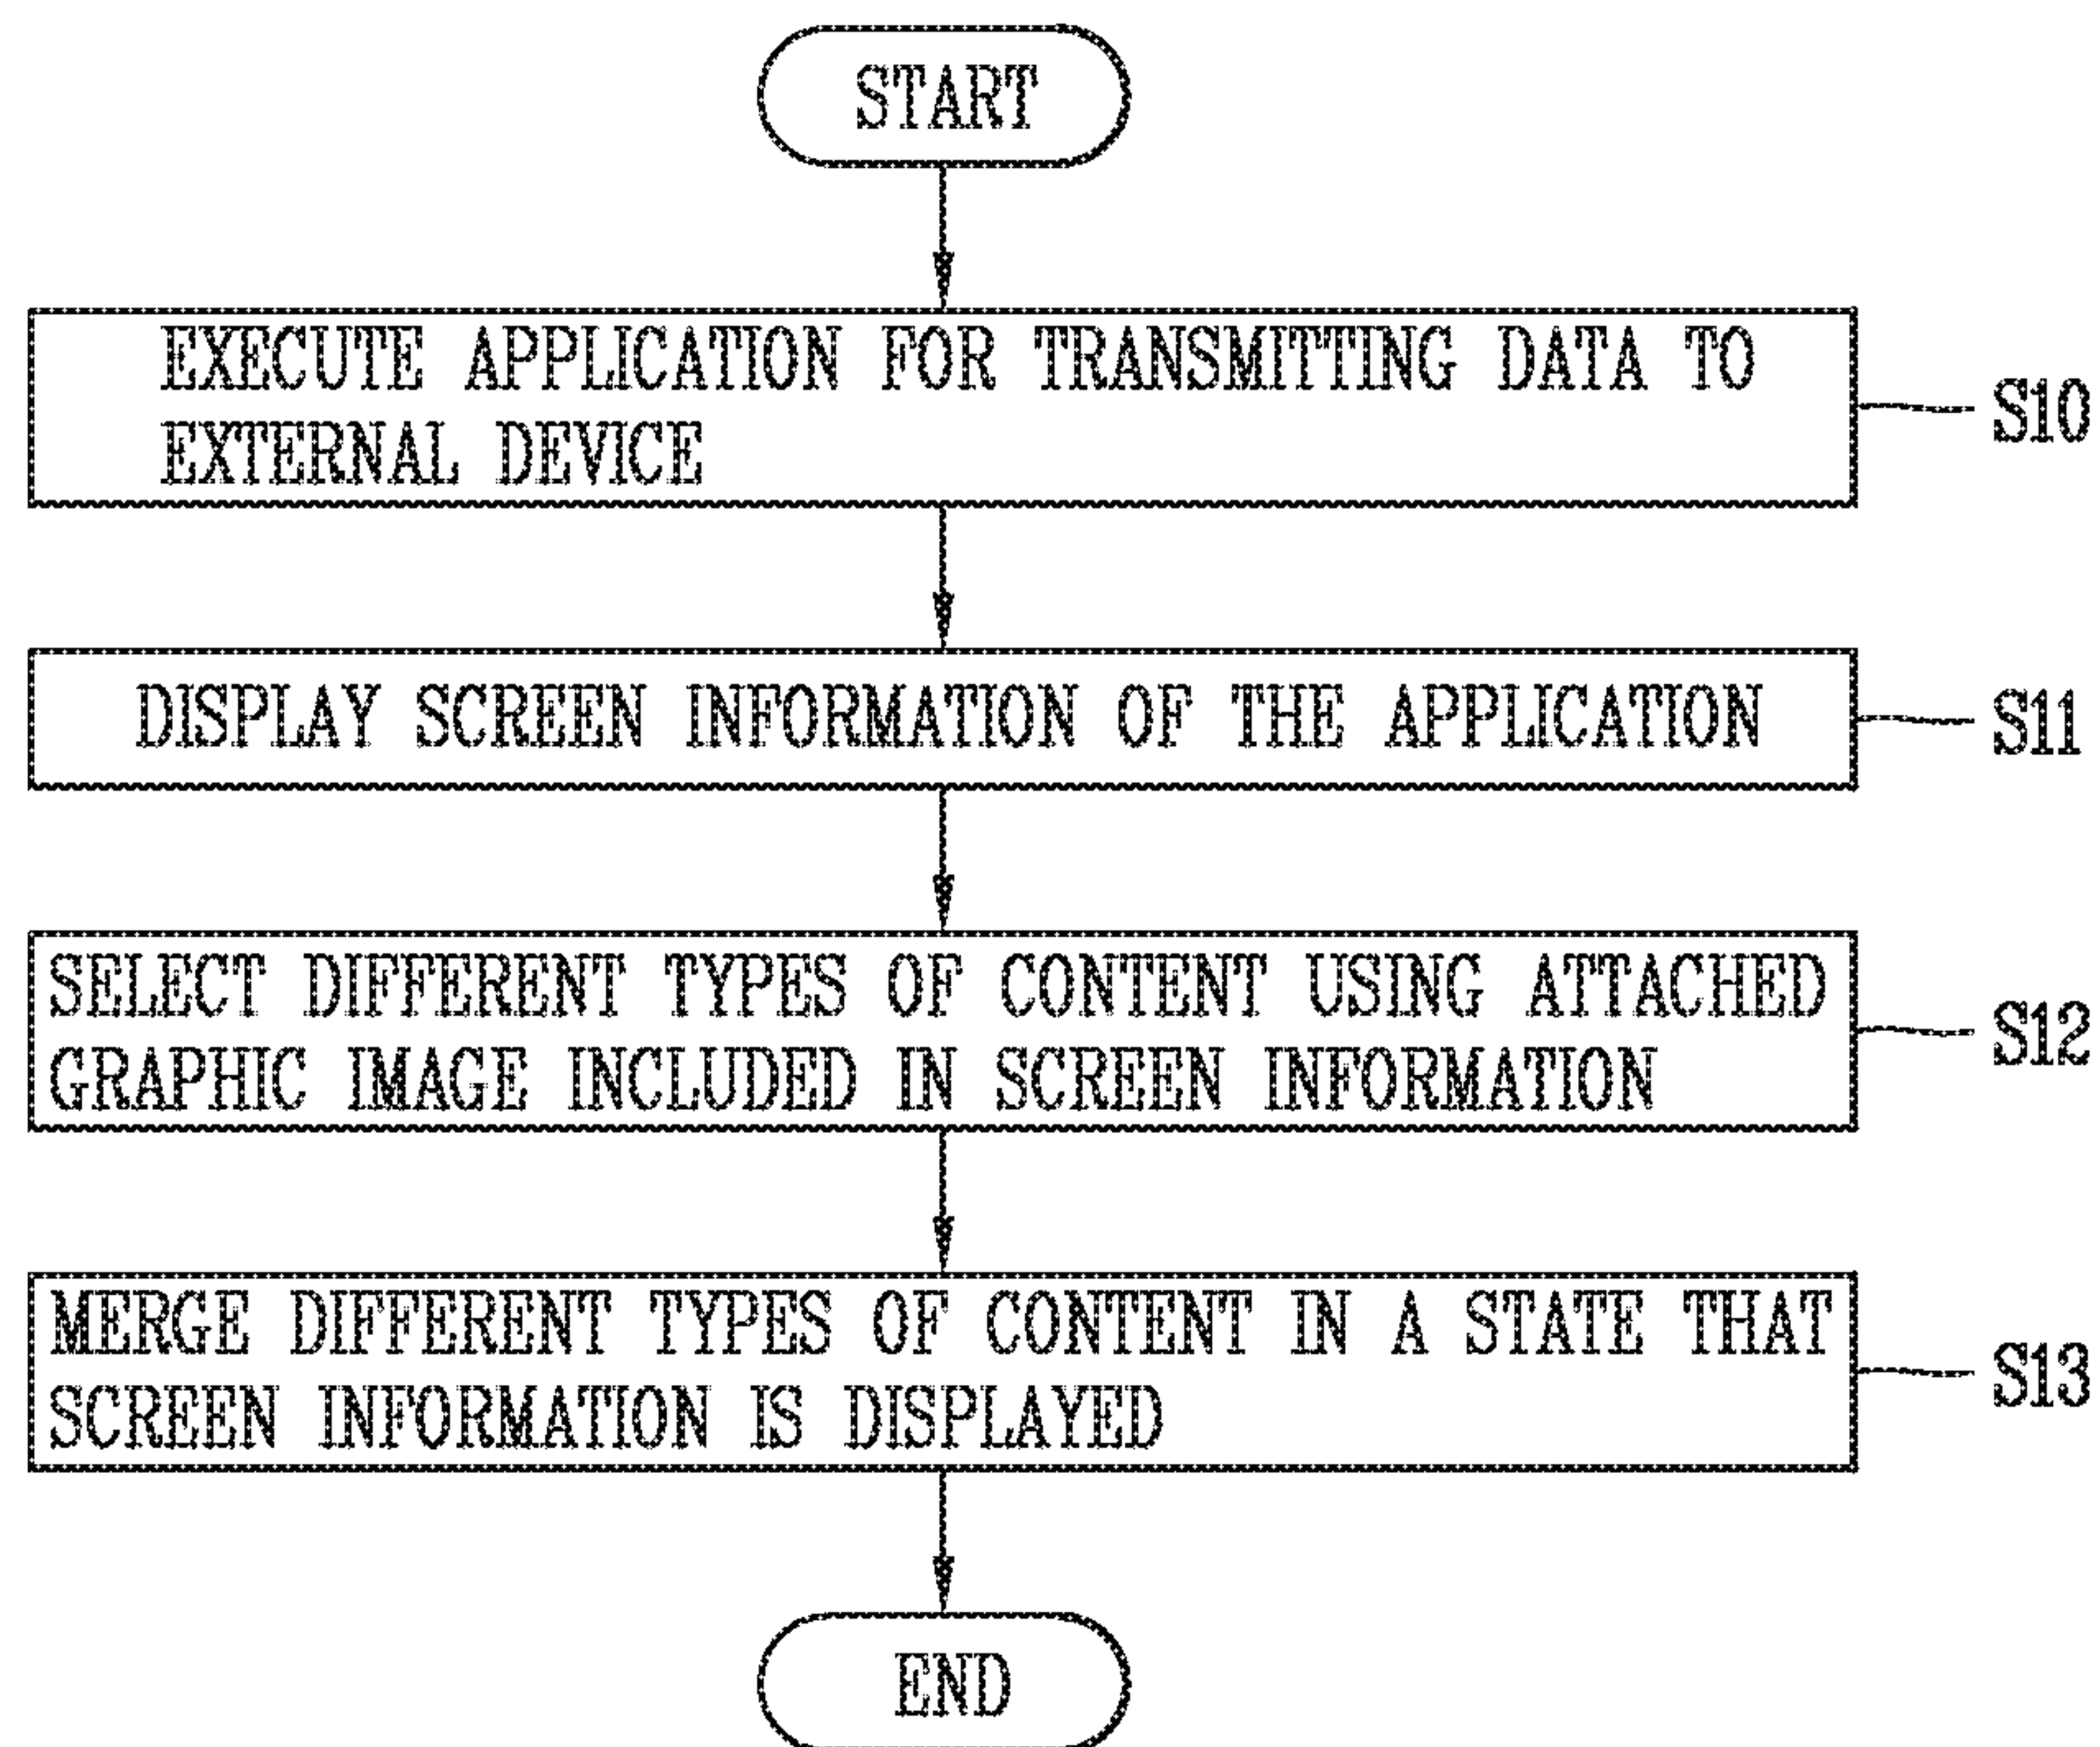 START
EXECUTE APPLICATION FOR TRANSMITTING DATA TO
EXTERNAL DEVICE
S10
DISPLAY SCREEN INFORMATION OF THE APPLICATION
S11
SELECT DIFFERENT TYPES OF CONTENT USING ATTACHED
GRAPHIC IMAGE INCLUDED IN SCREEN INFORMATION
S12
MERGE DIFFERENT TYPES OF CONTENT IN A STATE THAT
SCREEN INFORMATION IS DISPLAYED
S13
END